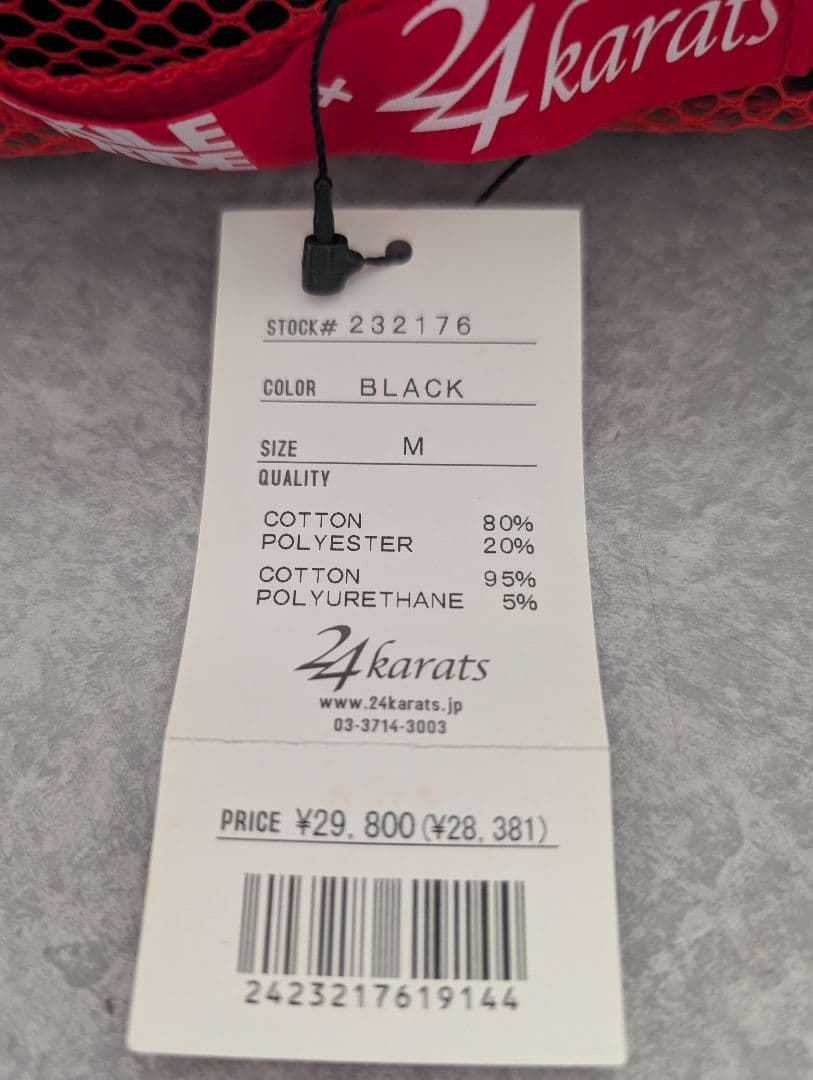 × 24karats
STOCK# 232176
COLOR BLACK
SIZE M
QUALITY
COTTON 80%
POLYESTER 20%
COTTON 95%
POLYURETHANE 5%
24karats
www.24karats.jp
03-3714-3003
PRICE ¥29,800(¥28,381)
2423217619144